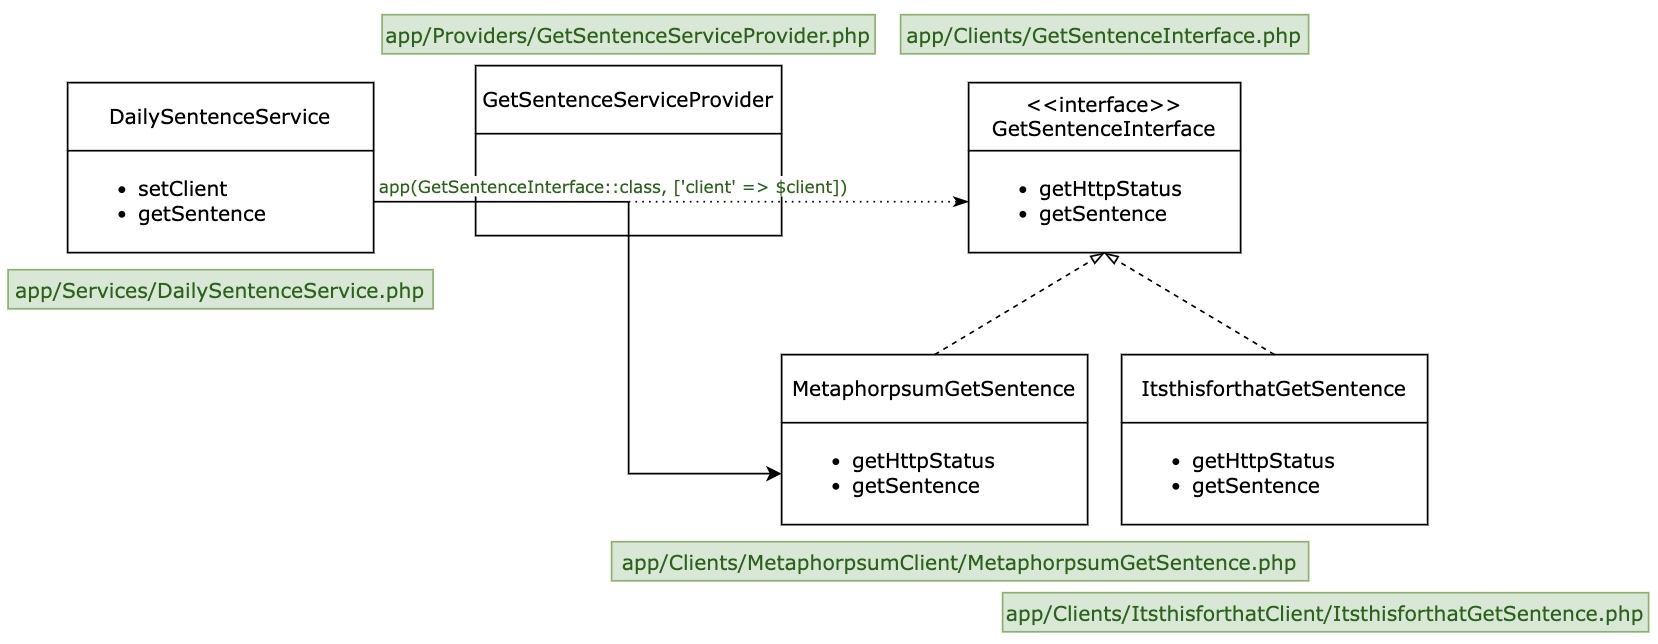 app/Providers/GetSentenceServiceProvider.php
app/Clients/GetSentenceInterface.php
DailySentenceService
• setClient
• getSentence
app/Services/DailySentenceService.php
GetSentenceServiceProvider
app(GetSentenceInterface::class, ['client' => $client])
<<interface>>
GetSentenceInterface
• getHttpStatus
• getSentence
MetaphorpsumGetSentence
• getHttpStatus
• getSentence
ItsthisforthatGetSentence
• getHttpStatus
• getSentence
app/Clients/MetaphorpsumClient/MetaphorpsumGetSentence.php
app/Clients/ItsthisforthatClient/ItsthisforthatGetSentence.php